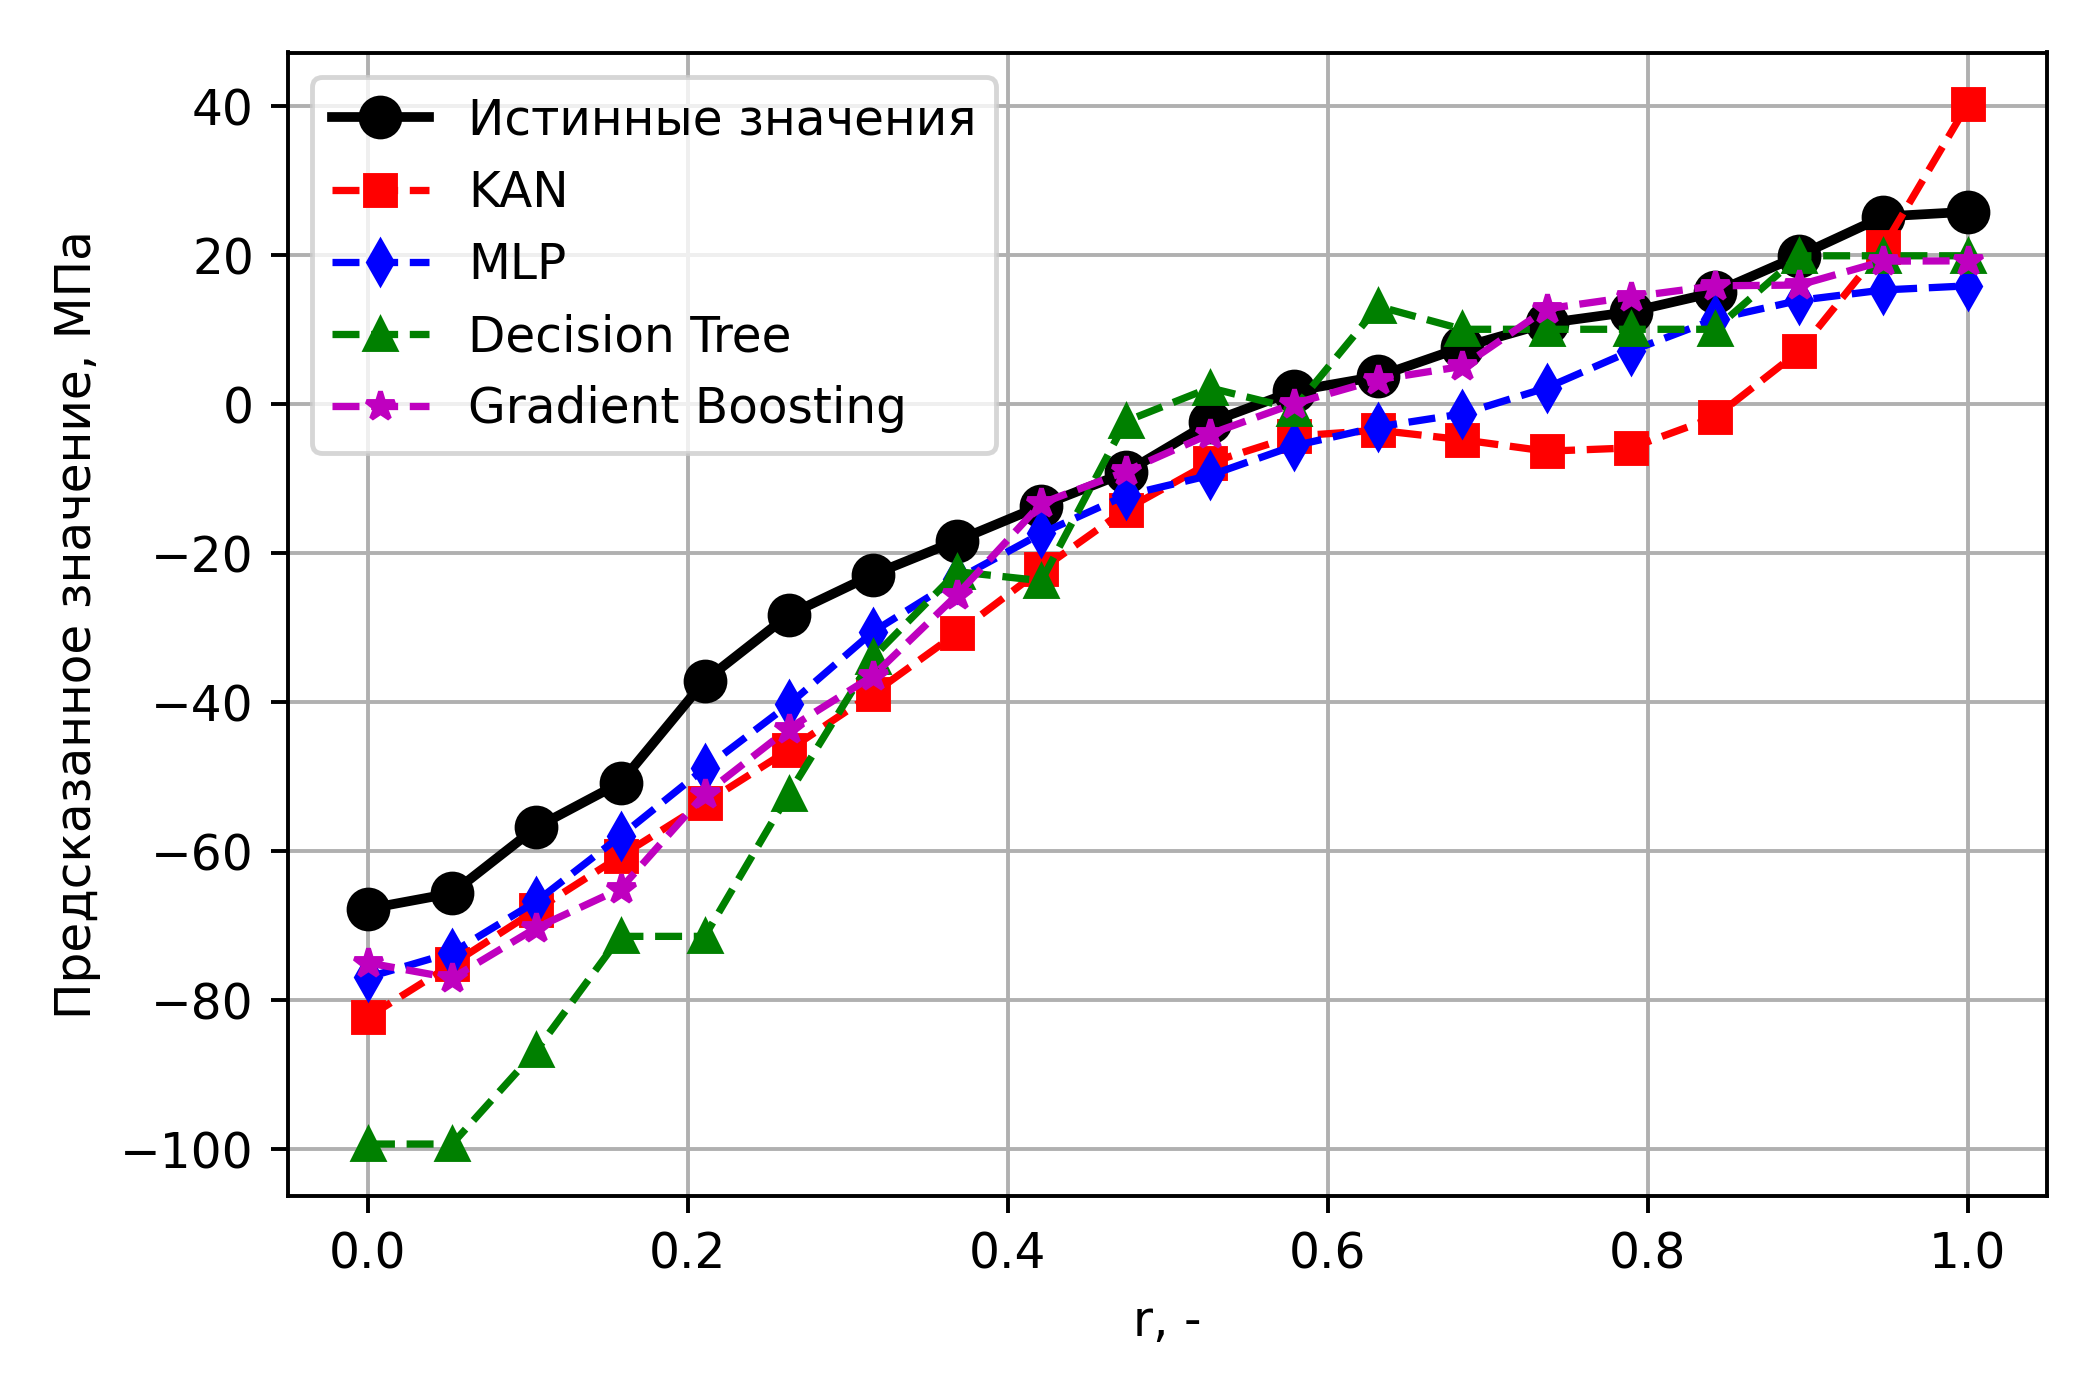 Предсказанное значение, МПа
40
20
0
−20
−40
−60
−80
−100
Истинные значения
KAN
MLP
Decision Tree
Gradient Boosting
0.0 0.2 0.4 0.6 0.8 1.0
r, -